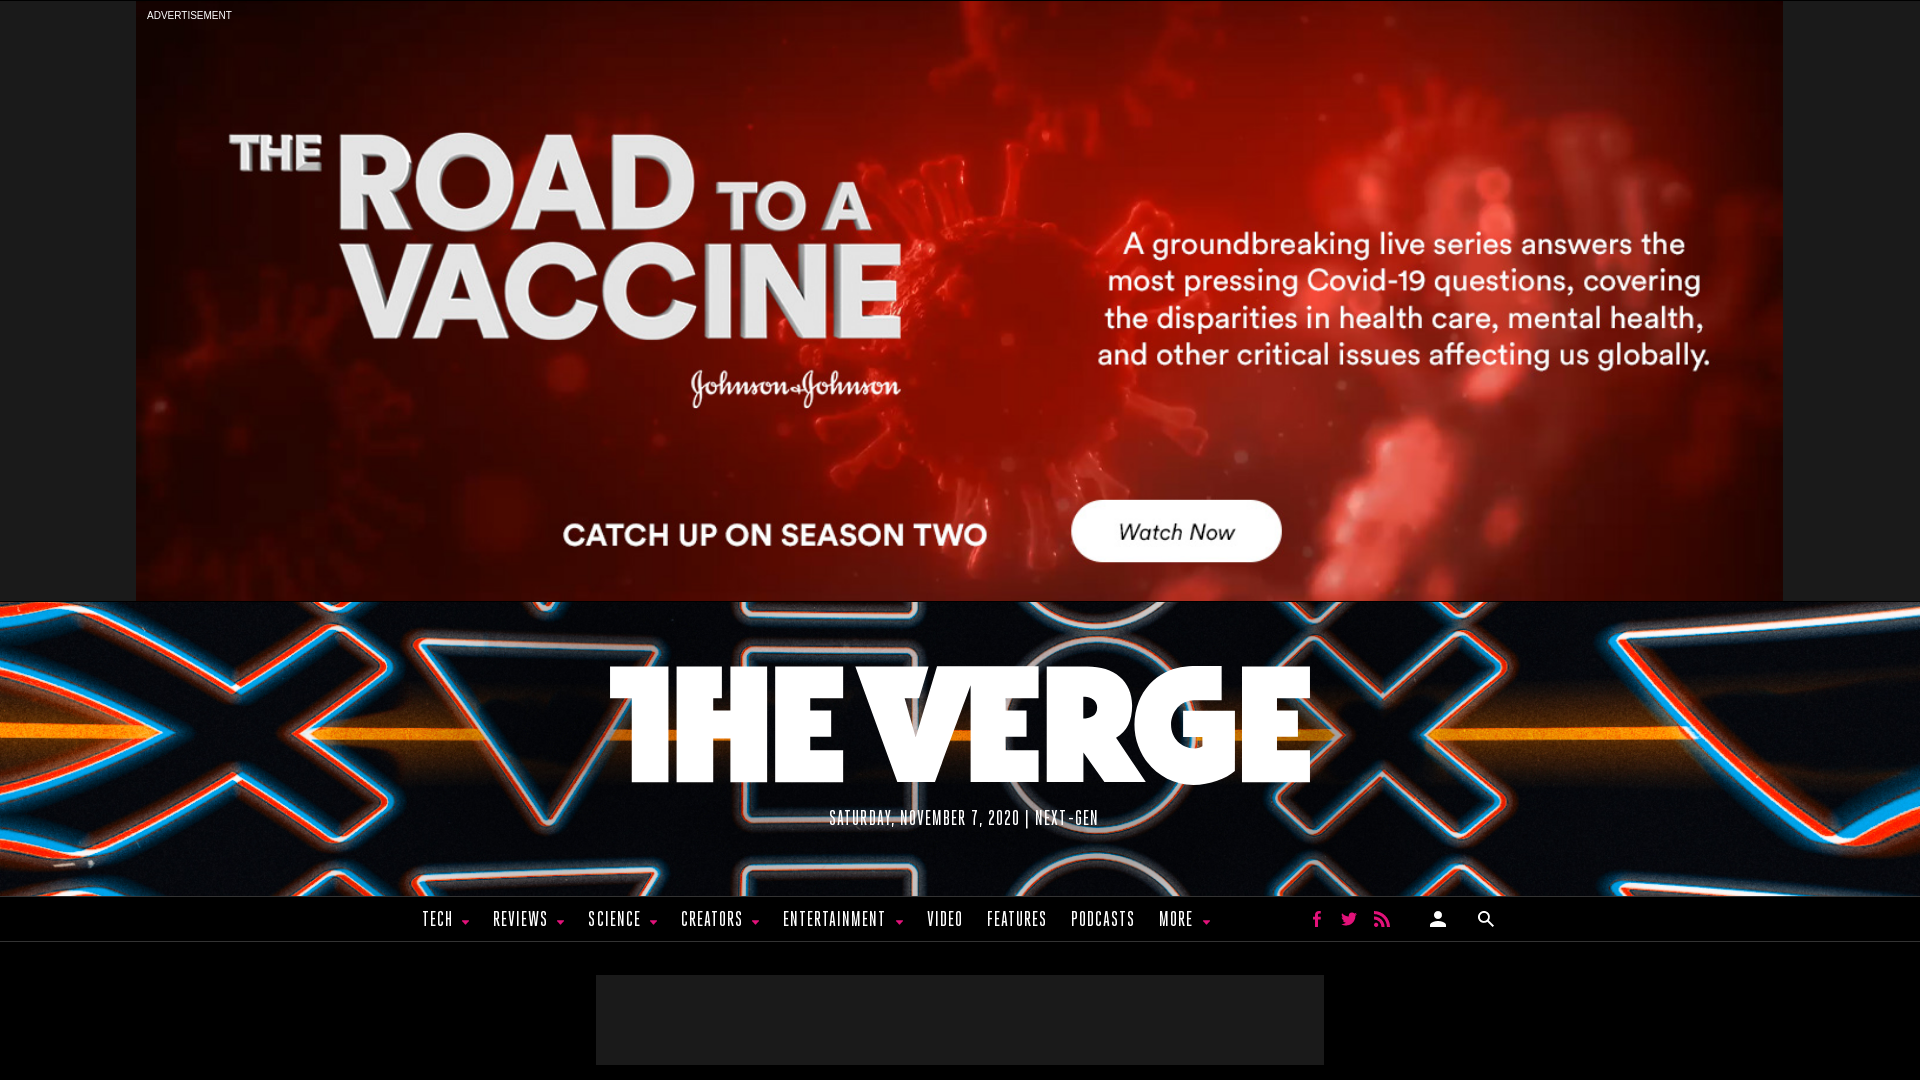 ADVERTISEMENT
THE ROAD TO A
VACCINE
Johnson & Johnson
A groundbreaking live series answers the
most pressing Covid-19 questions, covering
the disparities in health care, mental health,
and other critical issues affecting us globally.
CATCH UP ON SEASON TWO
Watch Now
THE VERGE
SATURDAY, NOVEMBER 7, 2020 | NEXT-GEN
TECH REVIEWS SCIENCE CREATORS ENTERTAINMENT VIDEO FEATURES PODCASTS MORE